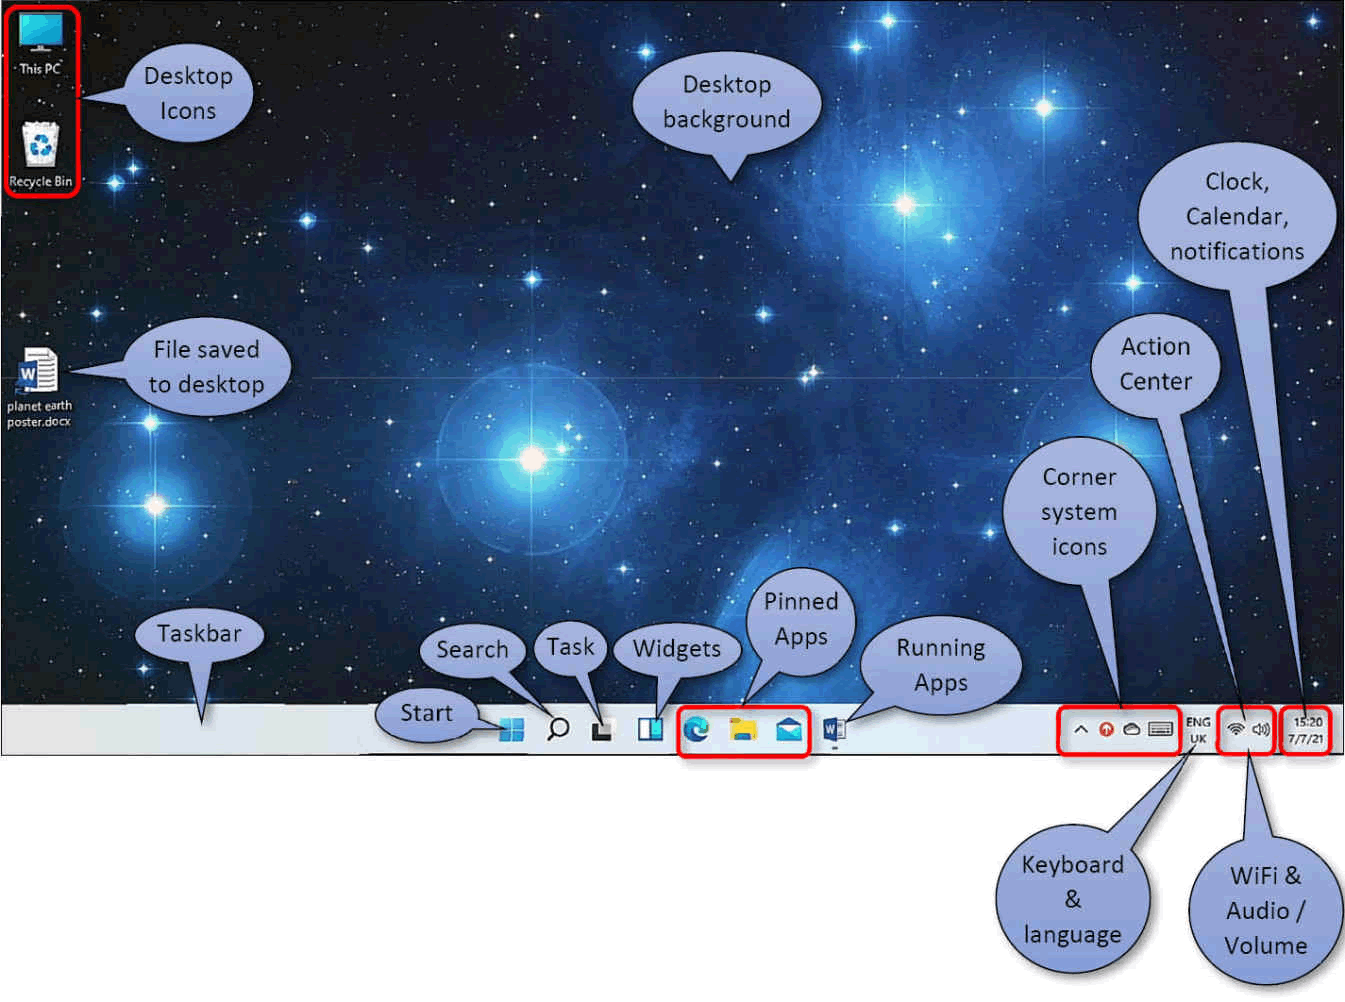 This PC
Desktop
Icons
Recycle Bin
Desktop
background
Clock,
Calendar,
notifications
Action
Center
File saved
to desktop
W
planet earth
poster.docx
Corner
system
icons
Taskbar
Search
Task
Widgets
Pinned
Apps
Running
Apps
Start
W
ENG
UK
15:20
7/7/21
Keyboard
&
language
WiFi &
Audio /
Volume